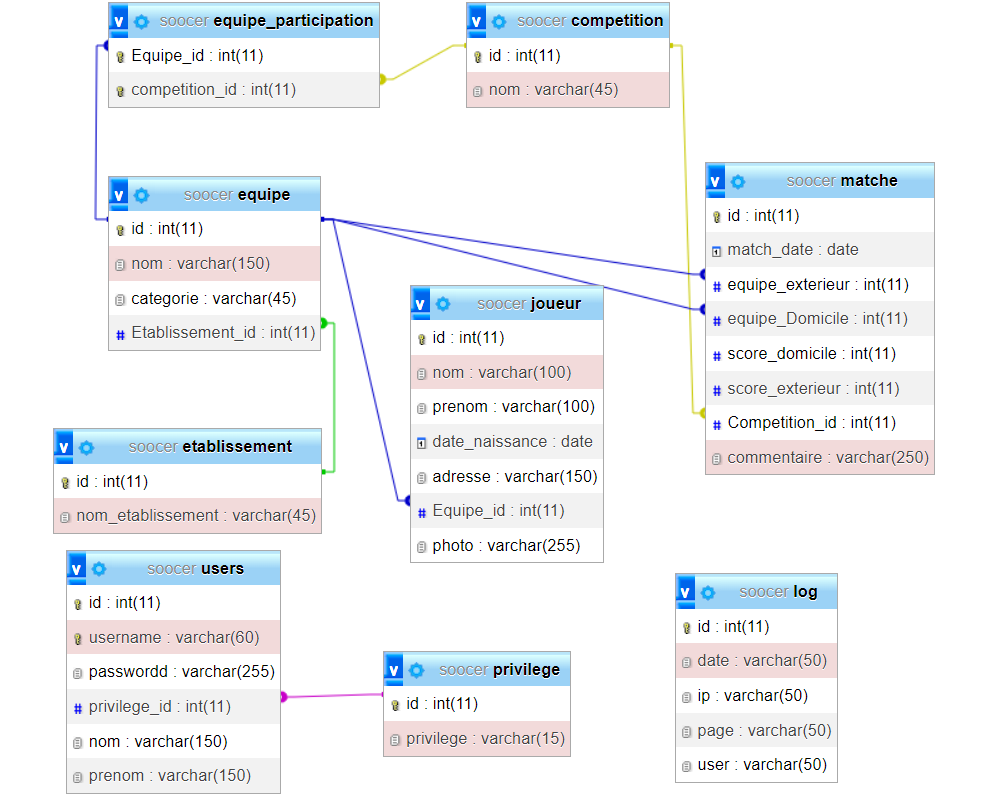 v soocer equipe_participation
Equipe_id : int(11)
competition_id : int(11)
v soocer competition
id : int(11)
nom : varchar(45)
v soocer equipe
id : int(11)
nom : varchar(150)
categorie : varchar(45)
# Etablissement_id : int(11)
v soocer matche
id : int(11)
match_date : date
# equipe_exterieur : int(11)
# equipe_Domicile : int(11)
# score_domicile : int(11)
# score_exterieur : int(11)
# Competition_id : int(11)
commentaire : varchar(250)
v soocer joueur
id : int(11)
nom : varchar(100)
prenom : varchar(100)
date_naissance : date
adresse : varchar(150)
# Equipe_id : int(11)
photo : varchar(255)
v soocer etablissement
id : int(11)
nom_etablissement : varchar(45)
v soocer users
id : int(11)
username : varchar(60)
passwordd : varchar(255)
# privilege_id : int(11)
nom : varchar(150)
prenom : varchar(150)
v soocer privilege
id : int(11)
privilege : varchar(15)
v soocer log
id : int(11)
date : varchar(50)
ip : varchar(50)
page : varchar(50)
user : varchar(50)